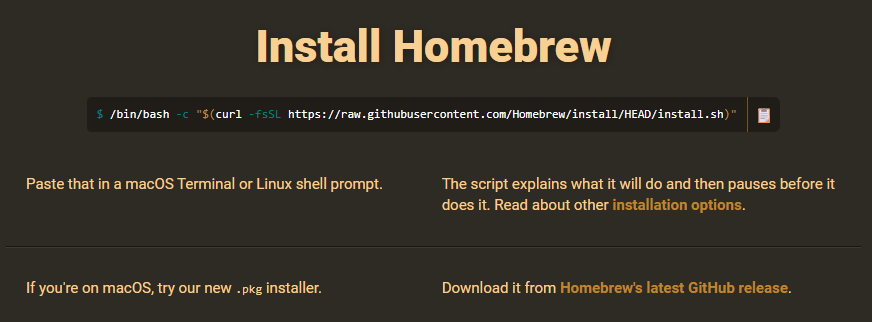 Install Homebrew
$ /bin/bash -c "$(curl -fsSL https://raw.githubusercontent.com/Homebrew/install/HEAD/install.sh)"
Paste that in a macOS Terminal or Linux shell prompt.
The script explains what it will do and then pauses before it
does it. Read about other installation options.
If you're on macOS, try our new .pkg installer.
Download it from Homebrew's latest GitHub release.